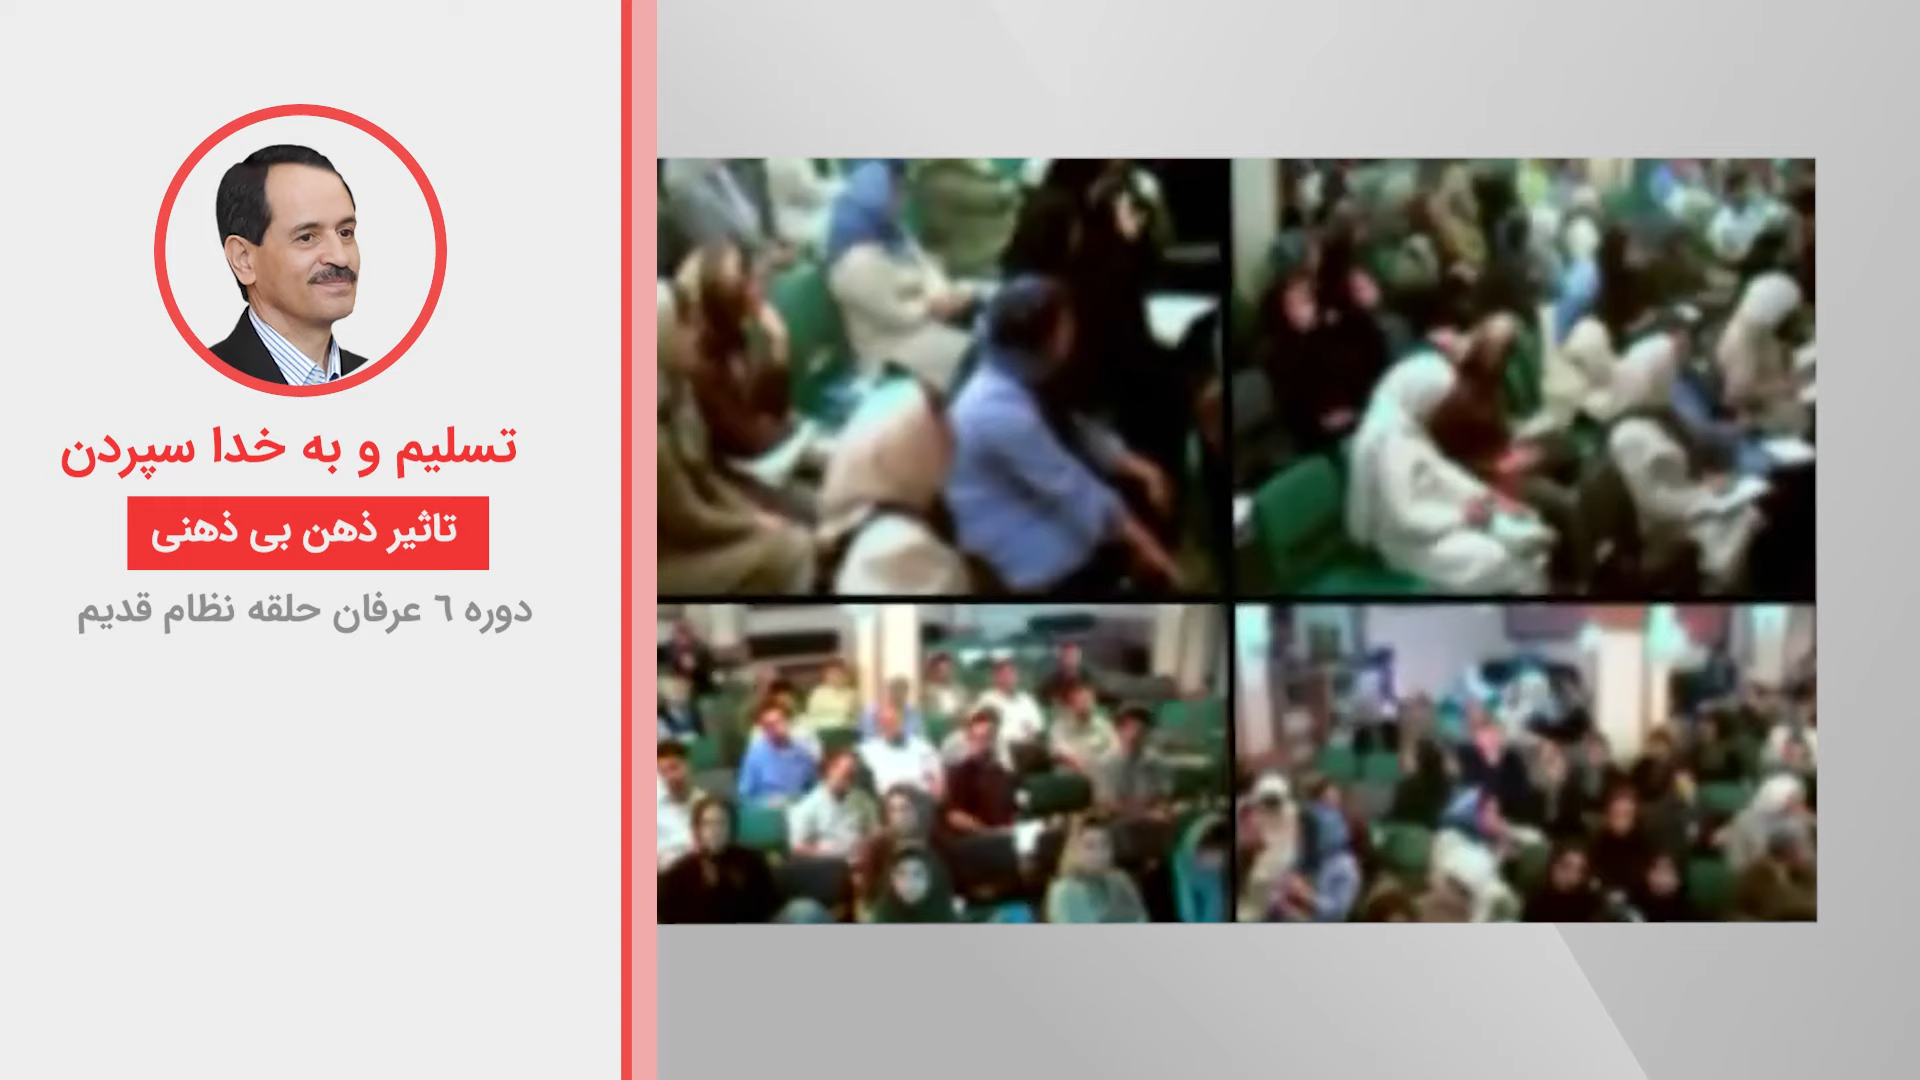 تسلیم و به خدا سپردن
تاثیر ذهن بی ذهنی
دوره ٦ عرفان حلقه نظام قدیم